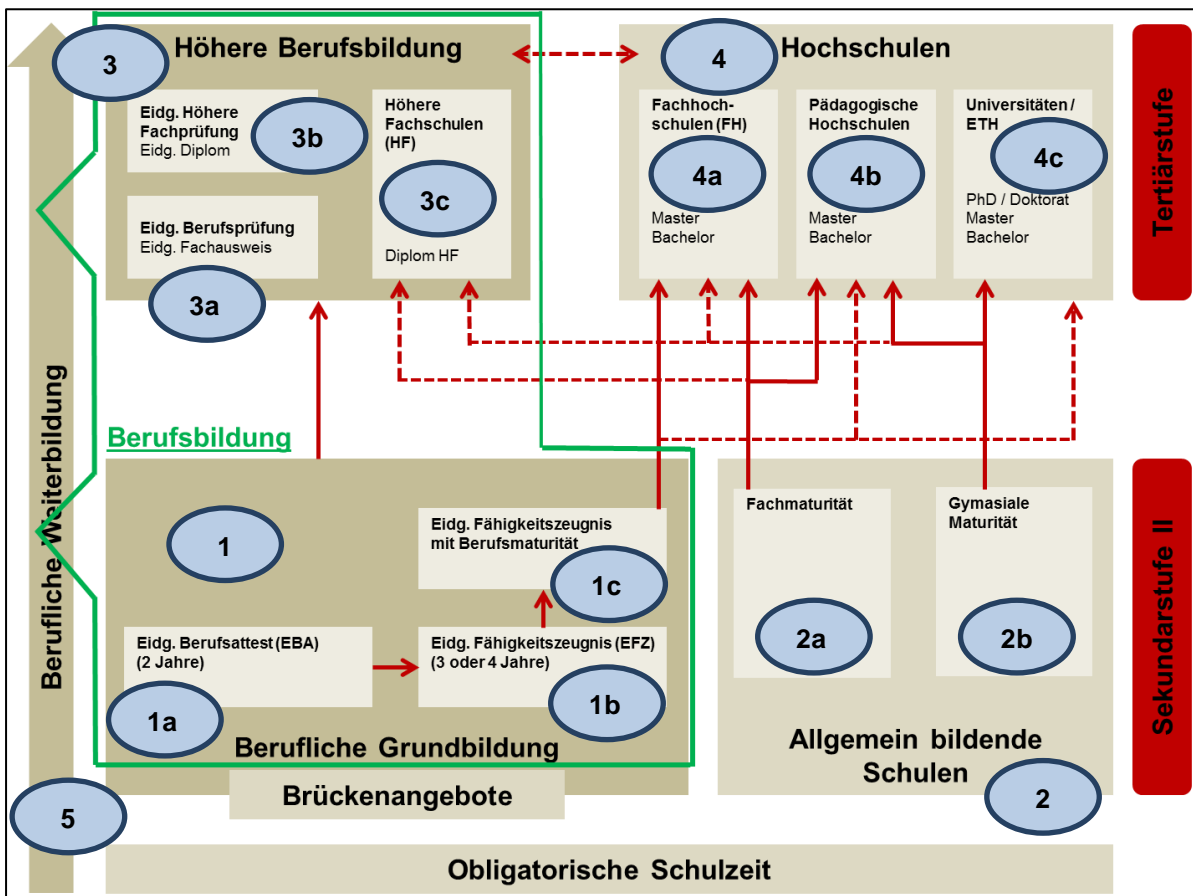 Höhere Berufsbildung
3
Eidg. Höhere
Fachprüfung
Eidg. Diplom
3b
Höhere
Fachschulen
(HF)
3c
Diplom HF
Eidg. Berufsprüfung
Eidg. Fachausweis
3a
Hochschulen
4
Fachhoch-
schulen (FH)
4a
Master
Bachelor
Pädagogische
Hochschulen
4b
Master
Bachelor
Universitäten /
ETH
4c
PhD / Doktorat
Master
Bachelor
Tertiärstufe
Berufliche Weiterbildung
Berufsbildung
1
Eidg. Fähigkeitszeugnis
mit Berufsmaturität
1c
Eidg. Berufsattest (EBA)
(2 Jahre)
1a
Eidg. Fähigkeitszeugnis (EFZ)
(3 oder 4 Jahre)
1b
Berufliche Grundbildung
Brückenangebote
Fachmaturität
2a
Gymasiale
Maturität
2b
Allgemein bildende
Schulen
2
Sekundarstufe II
5
Obligatorische Schulzeit